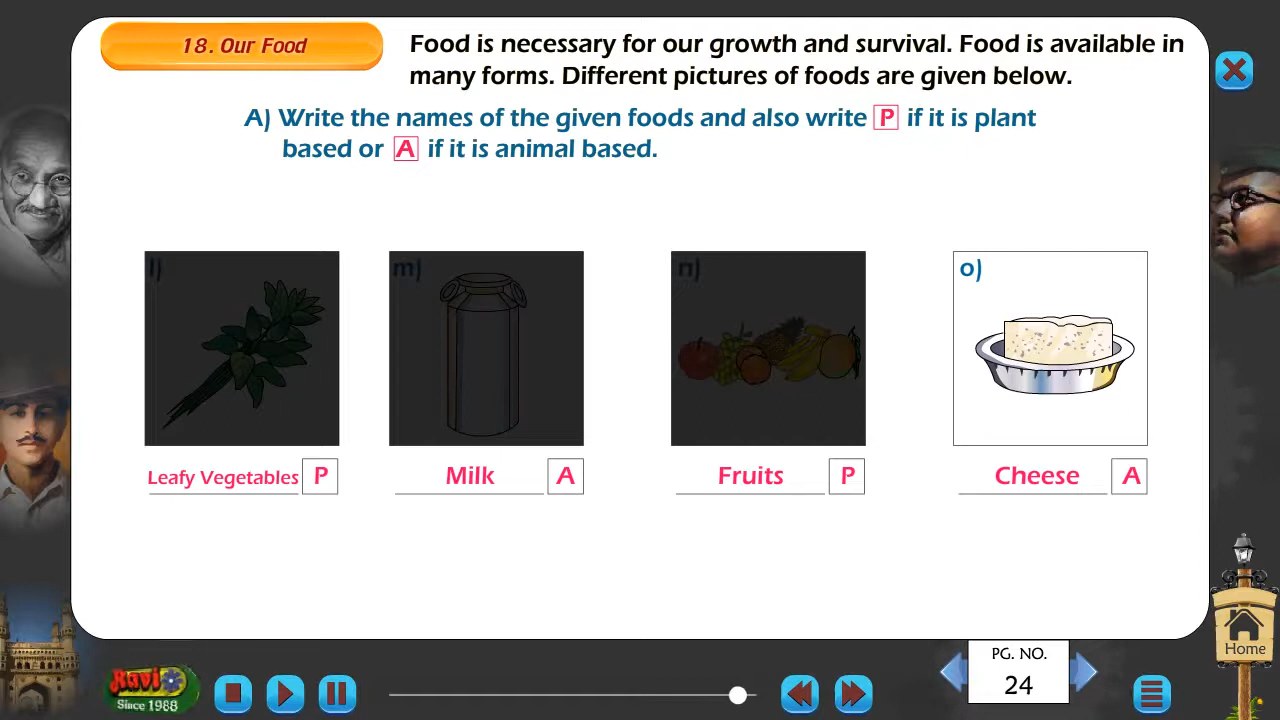 18. Our Food
Food is necessary for our growth and survival. Food is available in
many forms. Different pictures of foods are given below.
A) Write the names of the given foods and also write P if it is plant
based or A if it is animal based.
l)
m)
n)
o)
Leafy Vegetables P
Milk A
Fruits P
Cheese A
Ravi
Since 1988
PG. NO.
24
Home